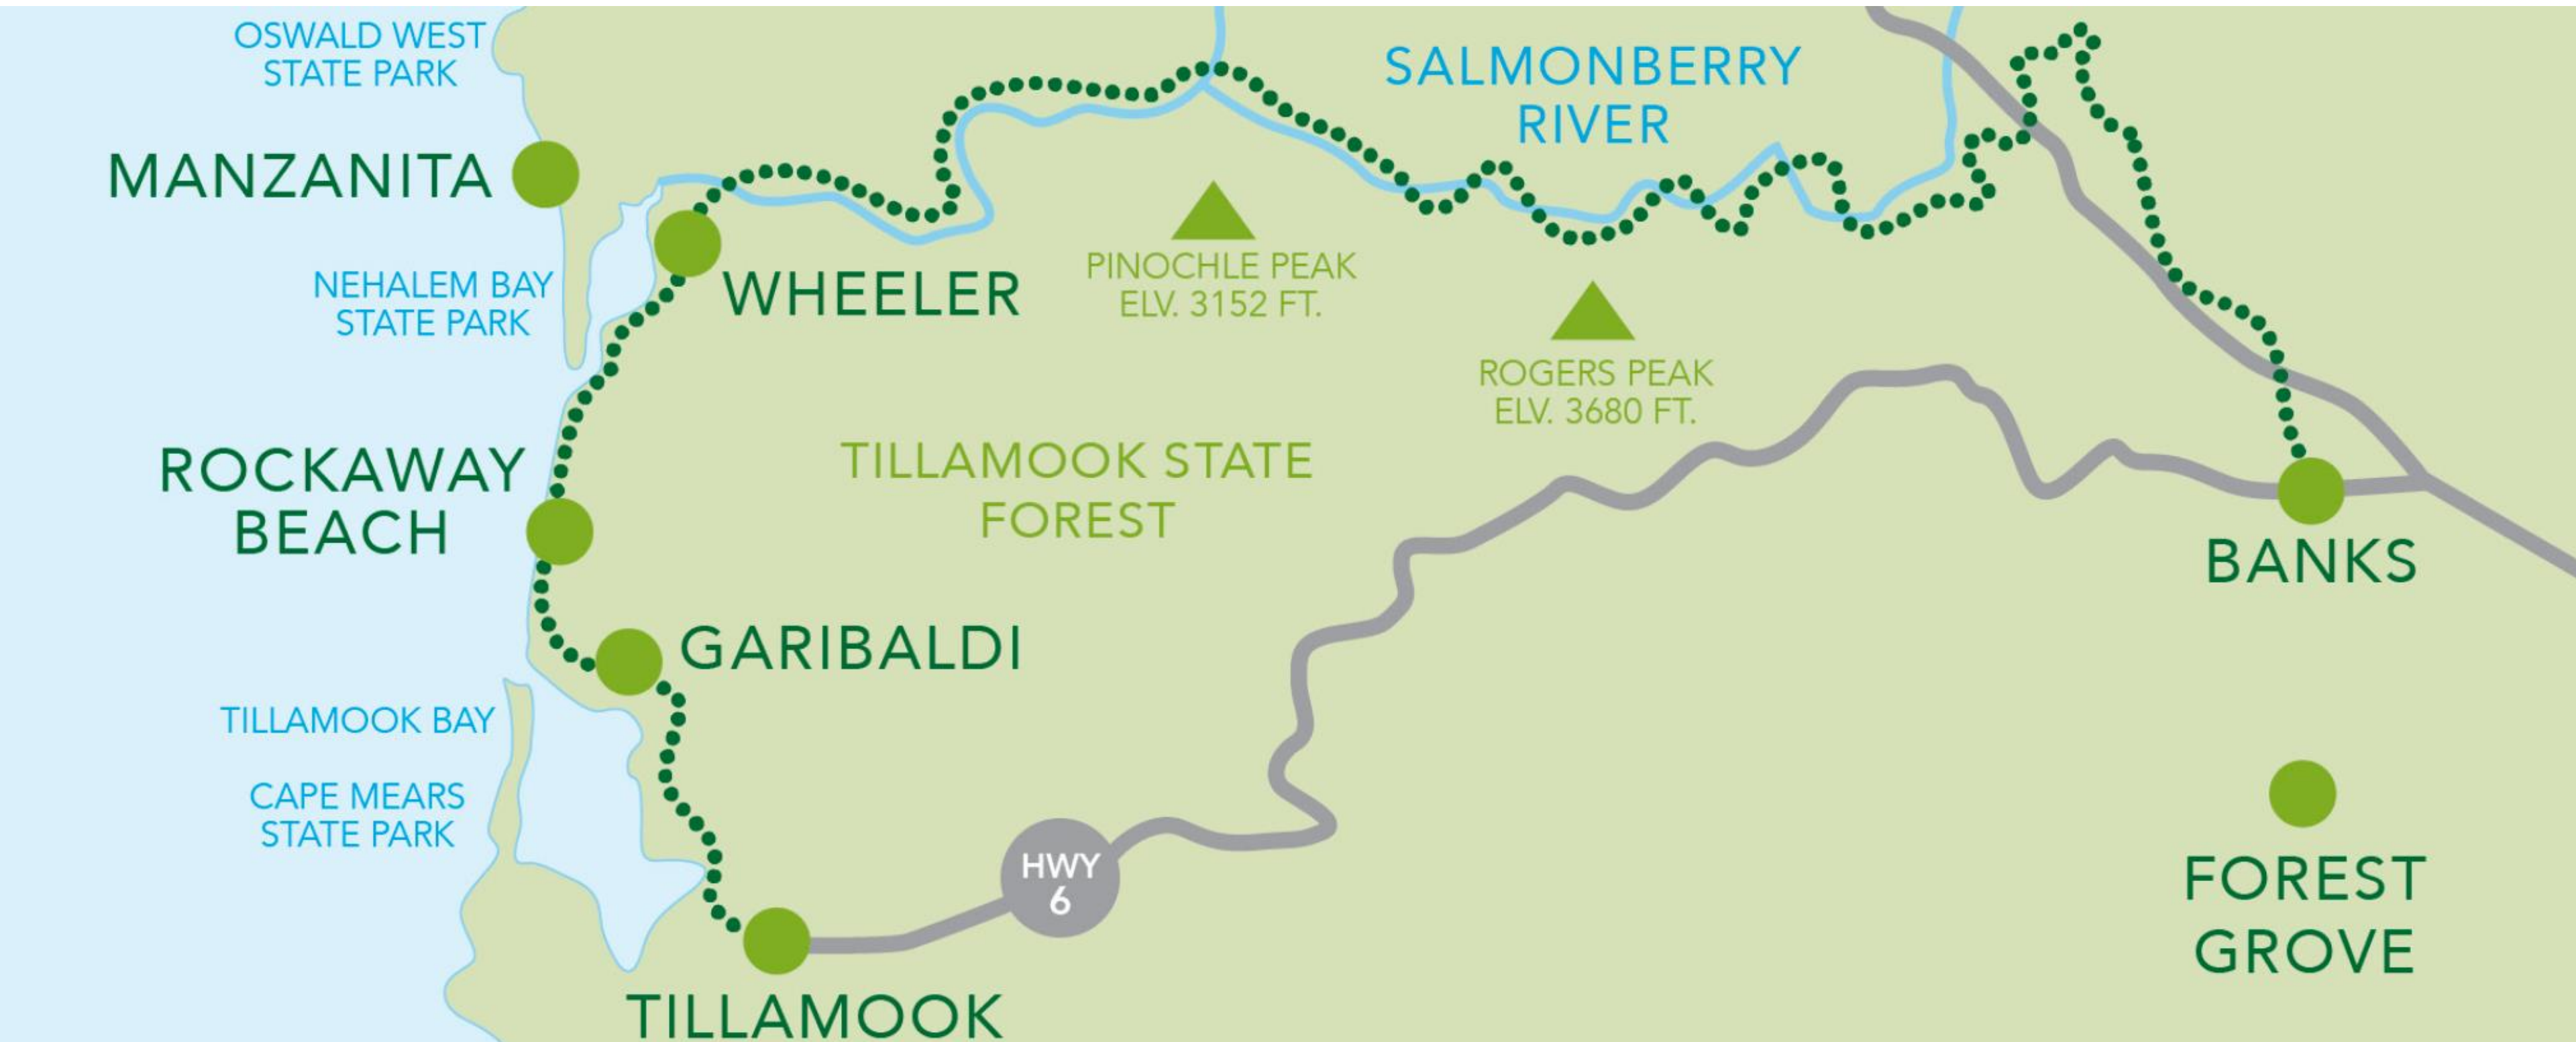 OSWALD WEST
STATE PARK
MANZANITA
NEHALEM BAY
STATE PARK
WHEELER
SALMONBERRY
RIVER
PINOCHLE PEAK
ELV. 3152 FT.
ROGERS PEAK
ELV. 3680 FT.
ROCKAWAY
BEACH
TILLAMOOK STATE
FOREST
BANKS
GARIBALDI
TILLAMOOK BAY
CAPE MEARS
STATE PARK
HWY
6
FOREST
GROVE
TILLAMOOK